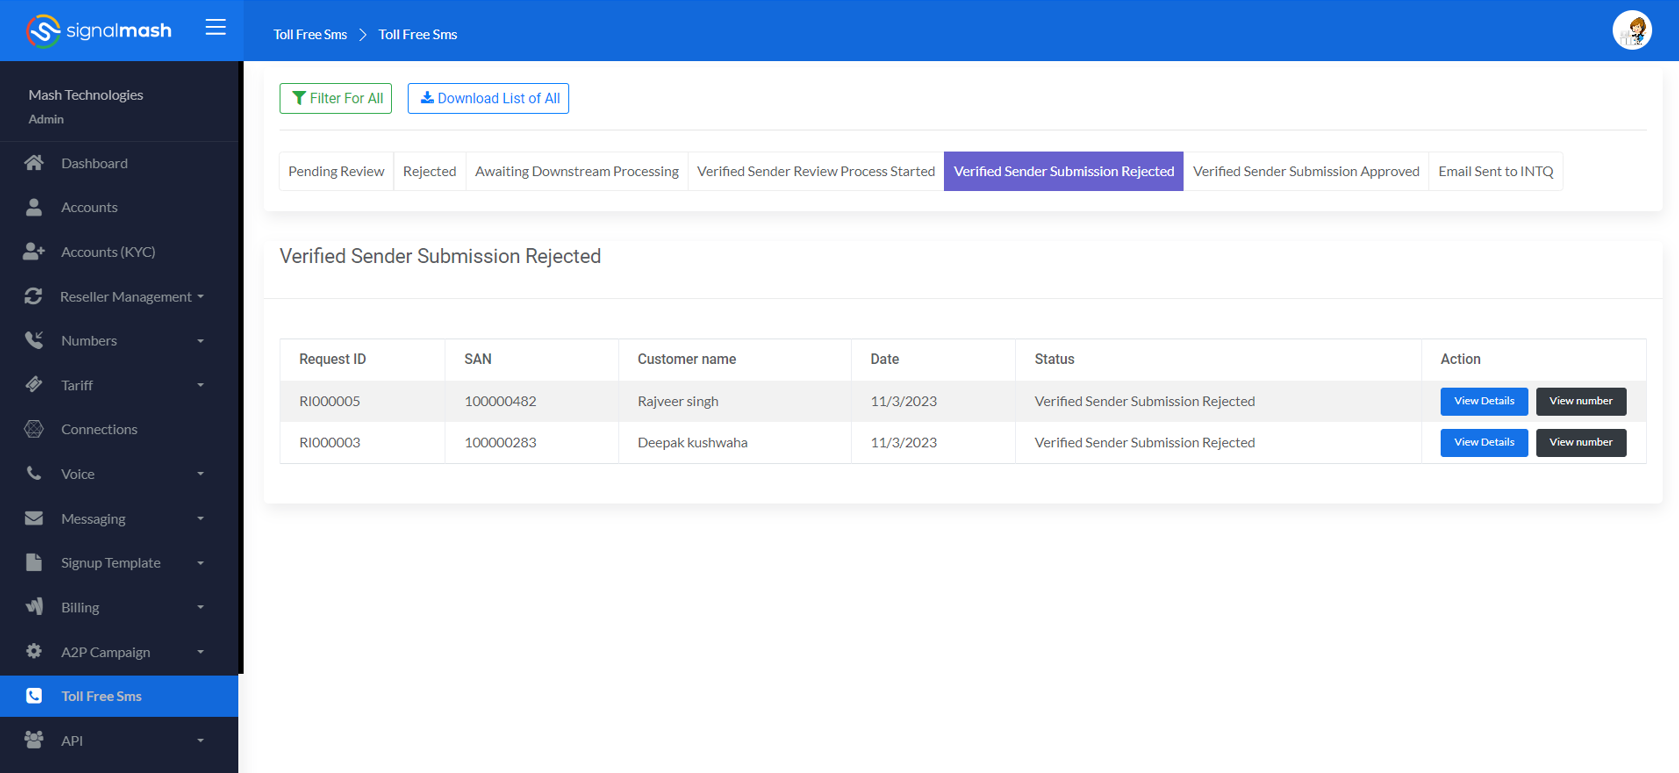 signalmash
Toll Free Sms > Toll Free Sms
Mash Technologies
Admin
Dashboard
Accounts
Accounts (KYC)
Reseller Management
Numbers
Tariff
Connections
Voice
Messaging
Signup Template
Billing
A2P Campaign
Toll Free Sms
API
Filter For All Download List of All
Pending Review Rejected Awaiting Downstream Processing Verified Sender Review Process Started Verified Sender Submission Rejected Verified Sender Submission Approved Email Sent to INTQ
Verified Sender Submission Rejected
Request ID SAN Customer name Date Status Action
RI000005 100000482 Rajveer singh 11/3/2023 Verified Sender Submission Rejected View Details View number
RI000003 100000283 Deepak kushwaha 11/3/2023 Verified Sender Submission Rejected View Details View number